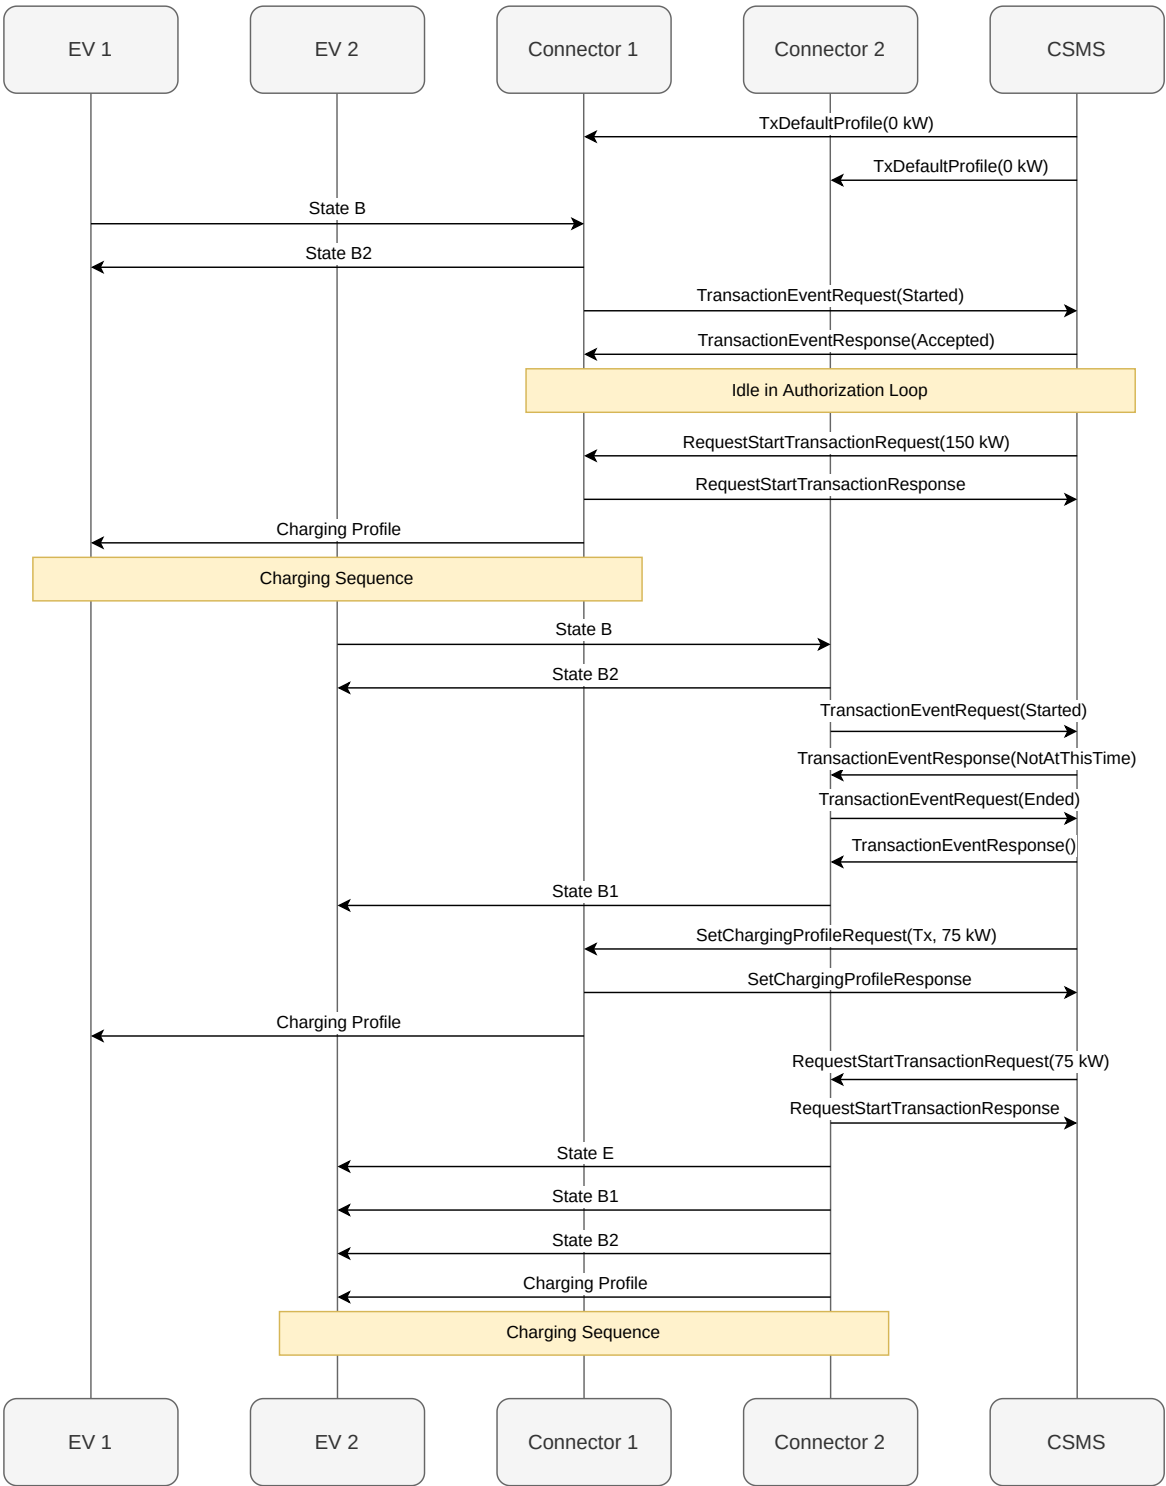 EV 1
EV 2
Connector 1
Connector 2
CSMS
TxDefaultProfile(0 kW)
TxDefaultProfile(0 kW)
State B
State B2
TransactionEventRequest(Started)
TransactionEventResponse(Accepted)
Idle in Authorization Loop
RequestStartTransactionRequest(150 kW)
RequestStartTransactionResponse
Charging Profile
Charging Sequence
State B
State B2
TransactionEventRequest(Started)
TransactionEventResponse(NotAtThisTime)
TransactionEventRequest(Ended)
TransactionEventResponse()
State B1
SetChargingProfileRequest(Tx, 75 kW)
SetChargingProfileResponse
Charging Profile
RequestStartTransactionRequest(75 kW)
RequestStartTransactionResponse
State E
State B1
State B2
Charging Profile
Charging Sequence
EV 1
EV 2
Connector 1
Connector 2
CSMS